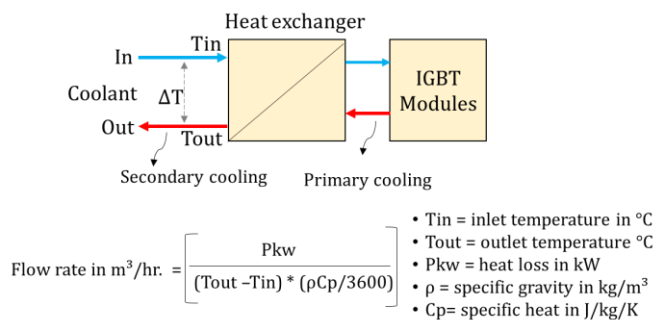 Heat exchanger
In
Tin
Coolant
ΔT
Out
Tout
IGBT
Modules
Secondary cooling
Primary cooling
Flow rate in m³/hr. = [ Pkw / (Tout –Tin) * (ρCp/3600) ]
• Tin = inlet temperature in °C
• Tout = outlet temperature °C
• Pkw = heat loss in kW
• ρ = specific gravity in kg/m³
• Cp= specific heat in J/kg/K